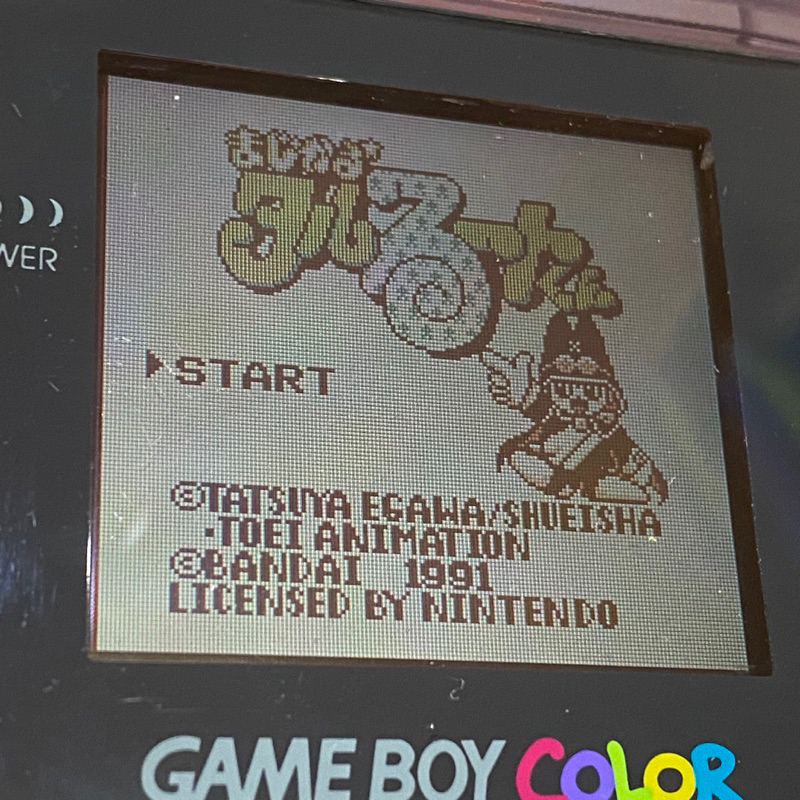 まじかる
タルるートくん
WER
▶START
©TATSUYA EGAWA/SHUEISHA
・TOEI ANIMATION
©BANDAI 1991
LICENSED BY NINTENDO
GAME BOY COLOR